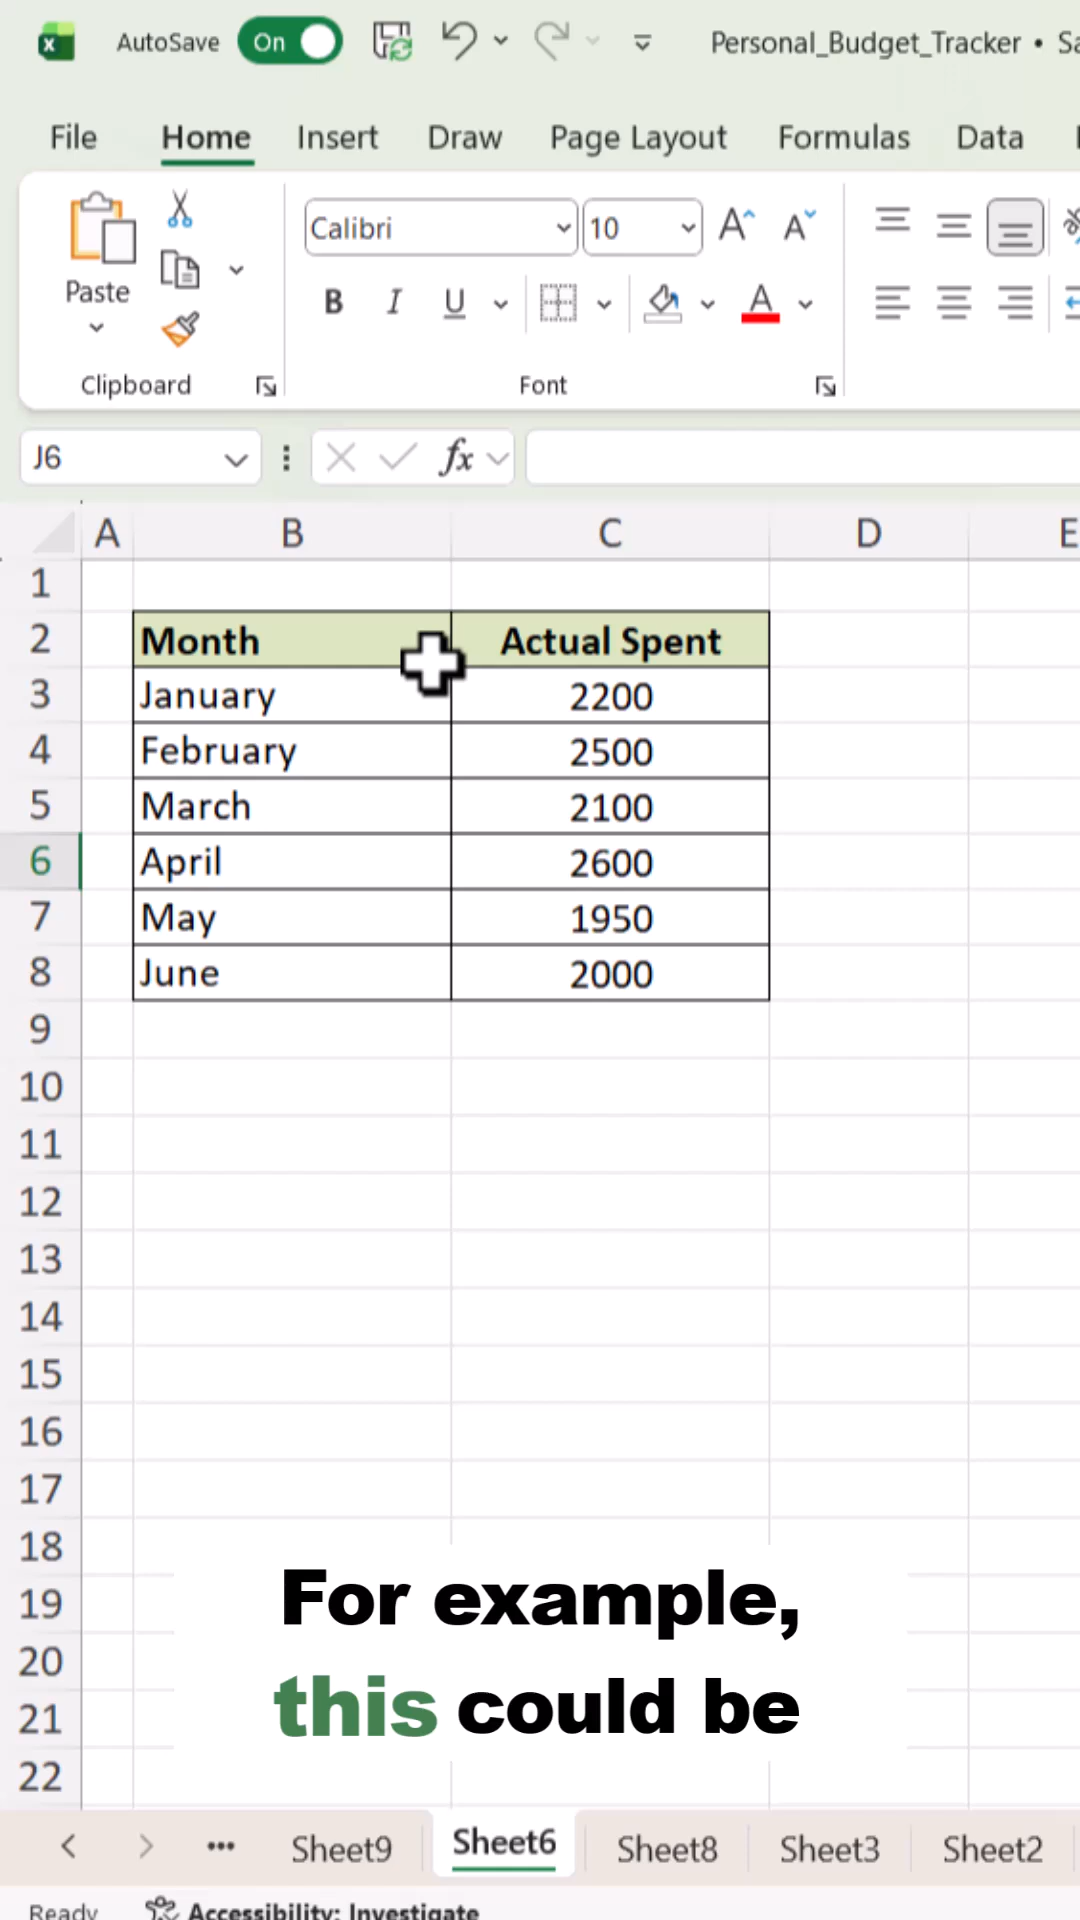 AutoSave On Personal_Budget_Tracker • Sa
File Home Insert Draw Page Layout Formulas Data
Calibri 10
Paste
B I U A
Clipboard Font
J6 fx
A B C D E
1
2 Month Actual Spent
3 January 2200
4 February 2500
5 March 2100
6 April 2600
7 May 1950
8 June 2000
9
10
11
12
13
14
15
16
17
18
For example,
19
20
this could be
21
22
Sheet9 Sheet6 Sheet8 Sheet3 Sheet2
Ready Accessibility: Investigate